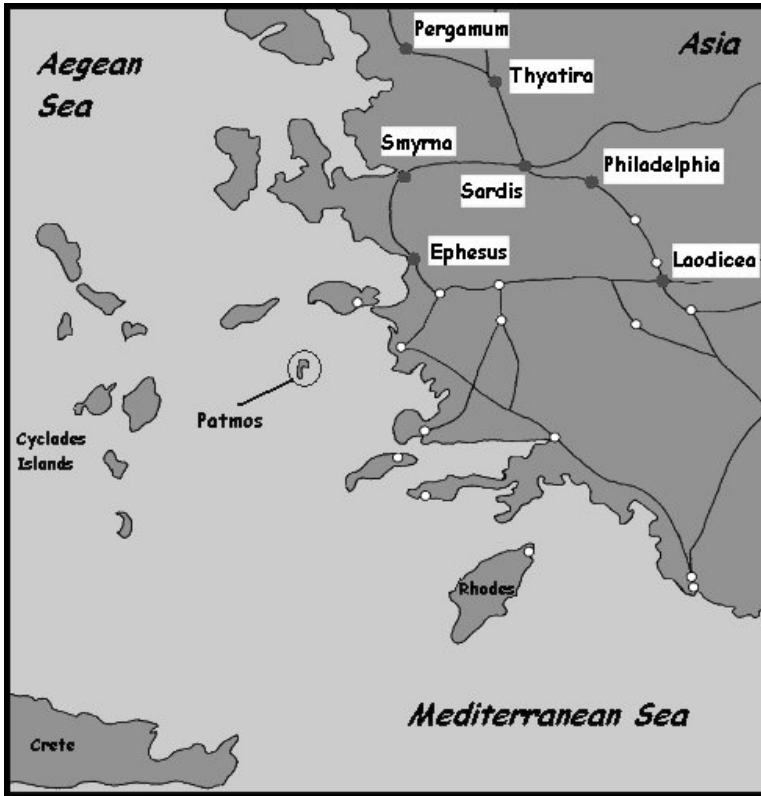 Pergamum
Asia
Aegean
Sea
Thyatira
Smyrna
Philadelphia
Sardis
Ephesus
Laodicea
Patmos
Cyclades
Islands
Rhodes
Mediterranean Sea
Crete